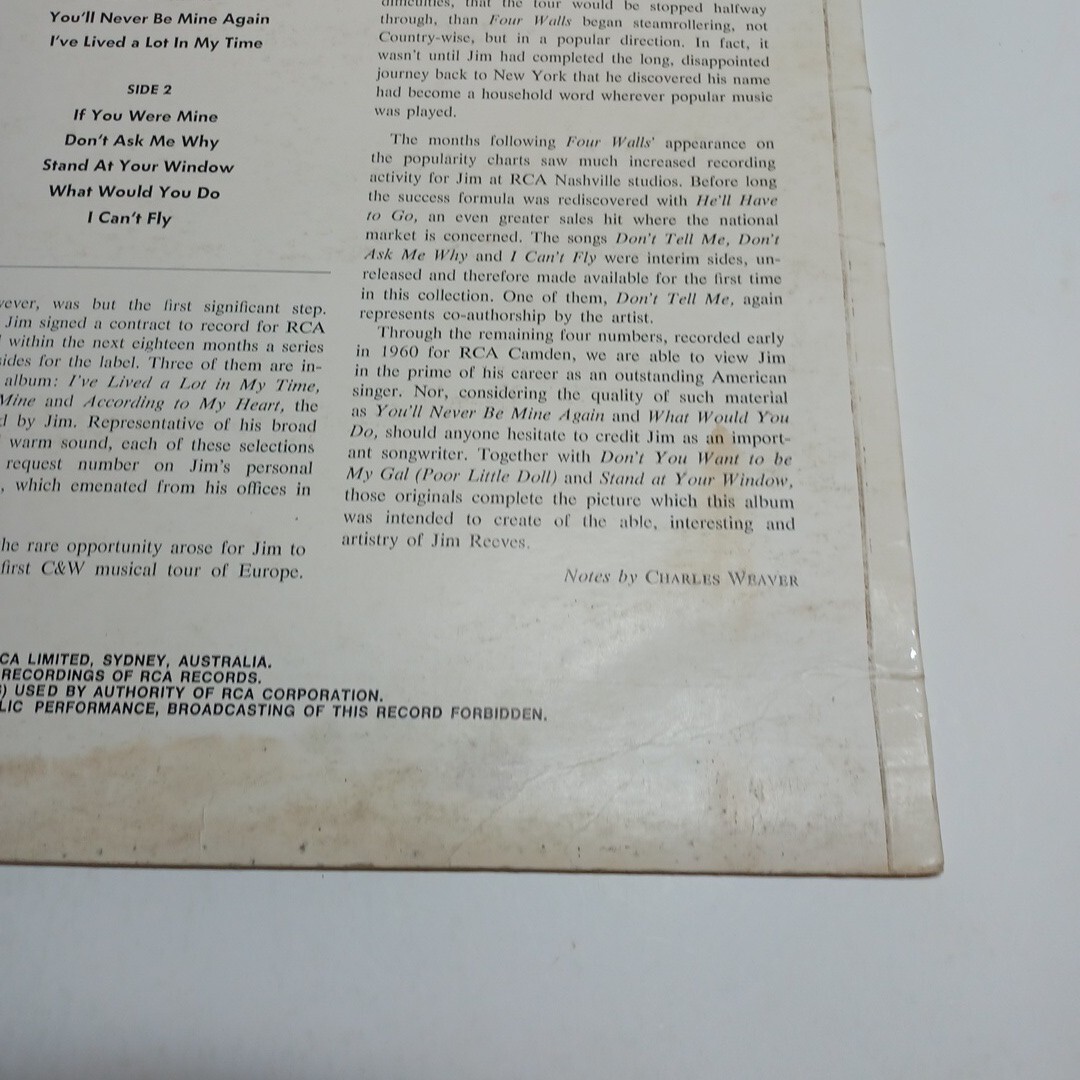 You'll Never Be Mine Again
I've Lived a Lot In My Time
SIDE 2
If You Were Mine
Don't Ask Me Why
Stand At Your Window
What Would You Do
I Can't Fly
was but the first significant step.
Jim signed a contract to record for RCA
within the next eighteen months a series
for the label. Three of them are in-
album: I've Lived a Lot in My Time,
Mine and According to My Heart, the
by Jim. Representative of his broad
warm sound, each of these selections
request number on Jim's personal
, which emenated from his offices in
the rare opportunity arose for Jim to
first C&W musical tour of Europe.
difficulties, that the tour would be stopped halfway
through, than Four Walls began steamrollering, not
Country-wise, but in a popular direction. In fact, it
wasn't until Jim had completed the long, disappointed
journey back to New York that he discovered his name
had become a household word wherever popular music
was played.
The months following Four Walls' appearance on
the popularity charts saw much increased recording
activity for Jim at RCA Nashville studios. Before long
the success formula was rediscovered with He'll Have
to Go, an even greater sales hit where the national
market is concerned. The songs Don't Tell Me, Don't
Ask Me Why and I Can't Fly were interim sides, un-
released and therefore made available for the first time
in this collection. One of them, Don't Tell Me, again
represents co-authorship by the artist.
Through the remaining four numbers, recorded early
in 1960 for RCA Camden, we are able to view Jim
in the prime of his career as an outstanding American
singer. Nor, considering the quality of such material
as You'll Never Be Mine Again and What Would You
Do, should anyone hesitate to credit Jim as an import-
ant songwriter. Together with Don't You Want to be
My Gal (Poor Little Doll) and Stand at Your Window,
those originals complete the picture which this album
was intended to create of the able, interesting and
artistry of Jim Reeves.
Notes by CHARLES WEAVER
CA LIMITED, SYDNEY, AUSTRALIA.
RECORDINGS OF RCA RECORDS.
) USED BY AUTHORITY OF RCA CORPORATION.
LIC PERFORMANCE, BROADCASTING OF THIS RECORD FORBIDDEN.